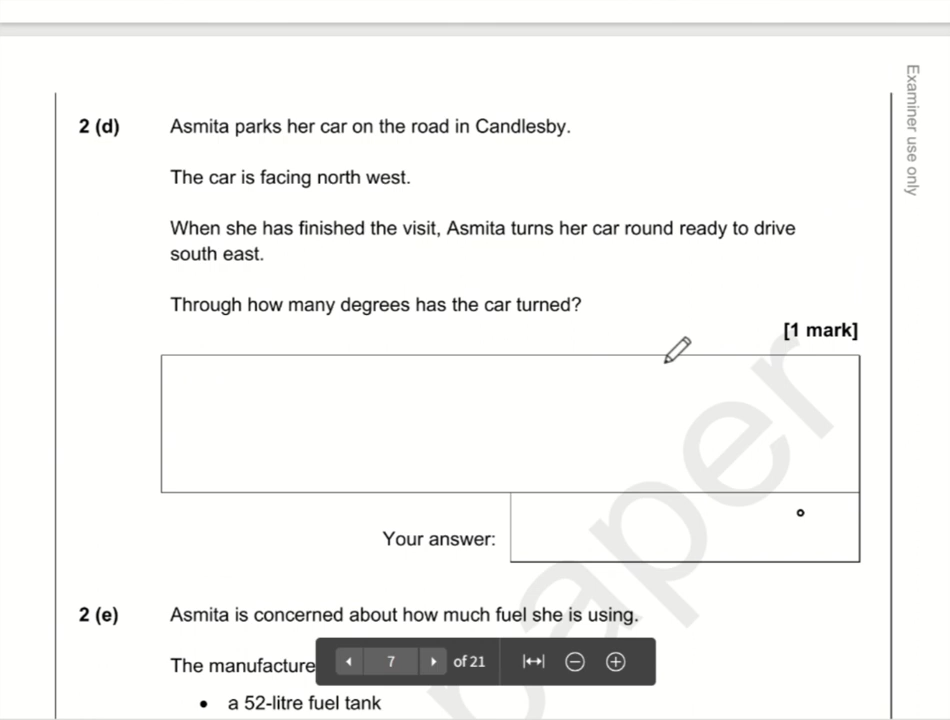 Examiner use only
2 (d) Asmita parks her car on the road in Candlesby.
The car is facing north west.
When she has finished the visit, Asmita turns her car round ready to drive
south east.
Through how many degrees has the car turned?
[1 mark]
°
Your answer:
2 (e) Asmita is concerned about how much fuel she is using.
The manufacture
7 of 21
• a 52-litre fuel tank
paper